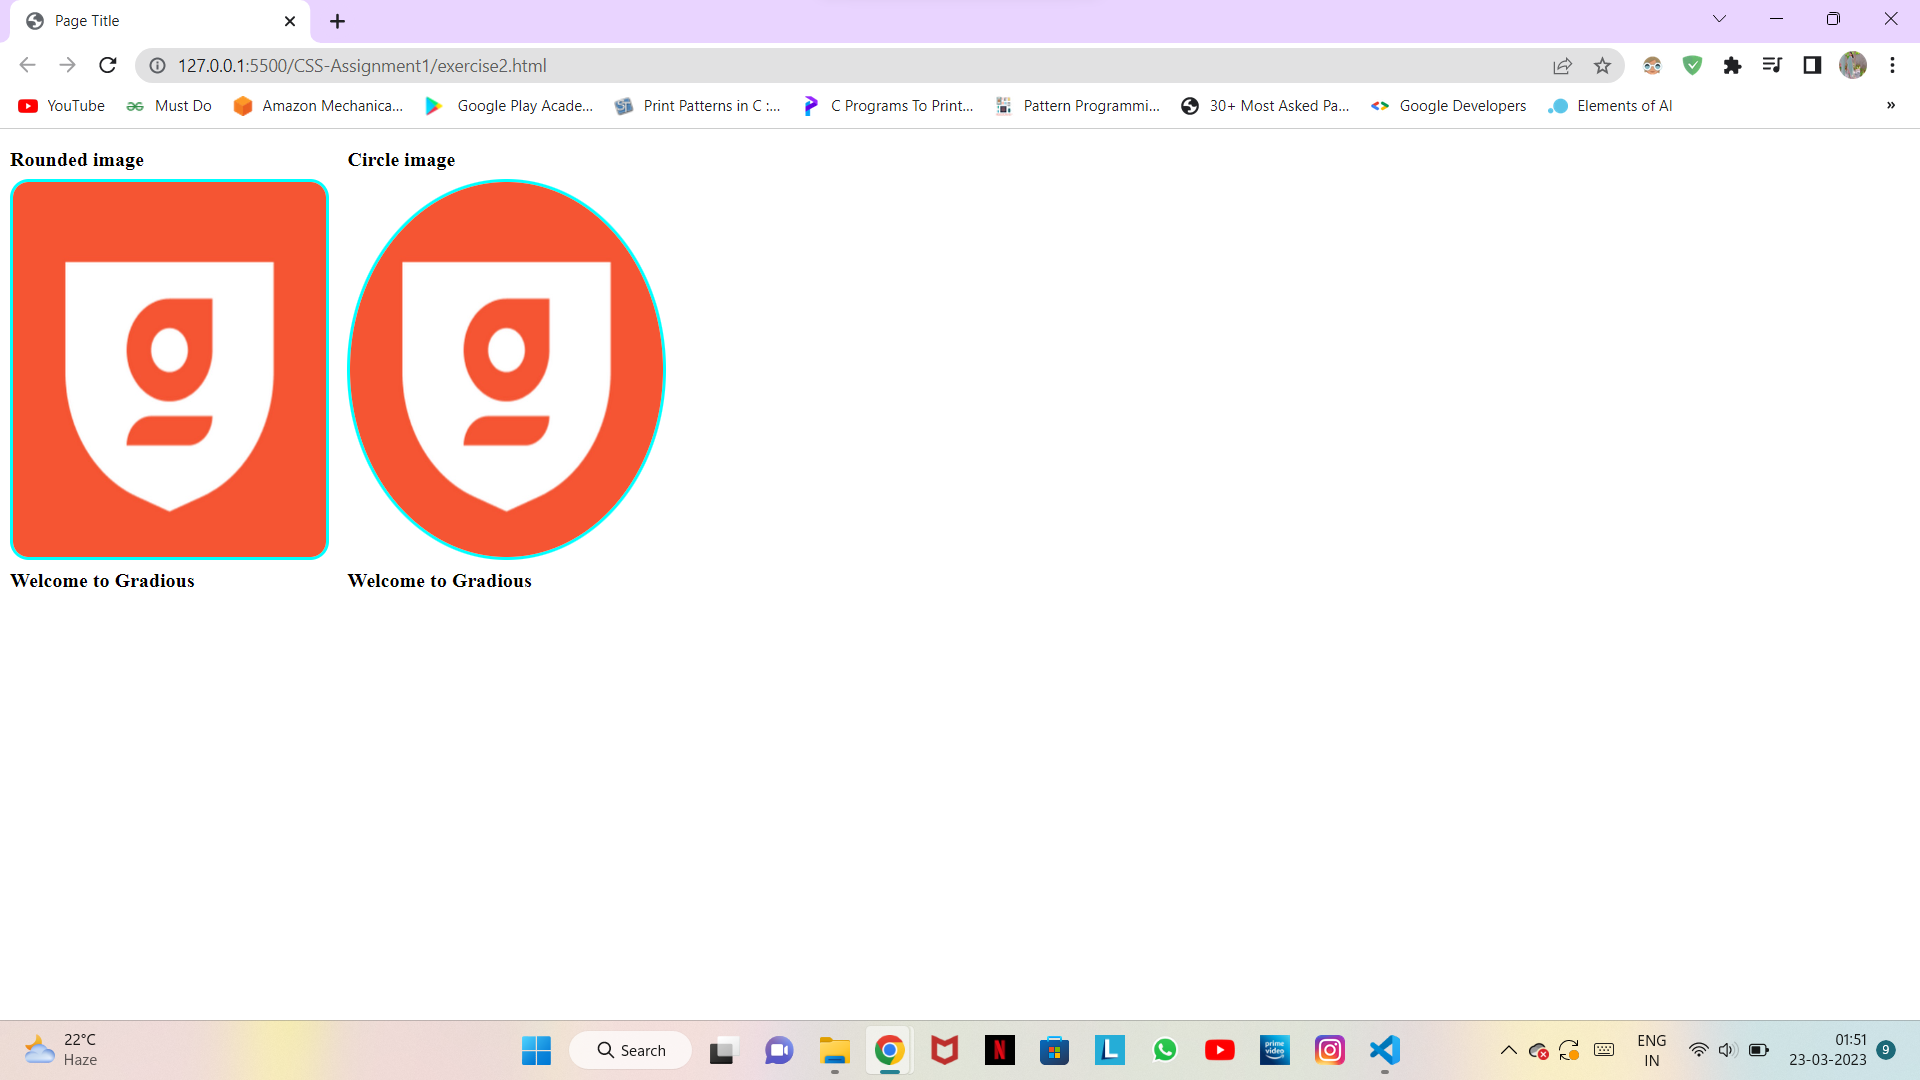 Page Title
127.0.0.1:5500/CSS-Assignment1/exercise2.html
YouTube Must Do Amazon Mechanica... Google Play Acade... Print Patterns in C :... C Programs To Print... Pattern Programmi... 30+ Most Asked Pa... Google Developers Elements of AI »
Rounded image Circle image
g g
Welcome to Gradious Welcome to Gradious
22°C
Haze
Search
prime video
ENG
IN
01:51
23-03-2023
9